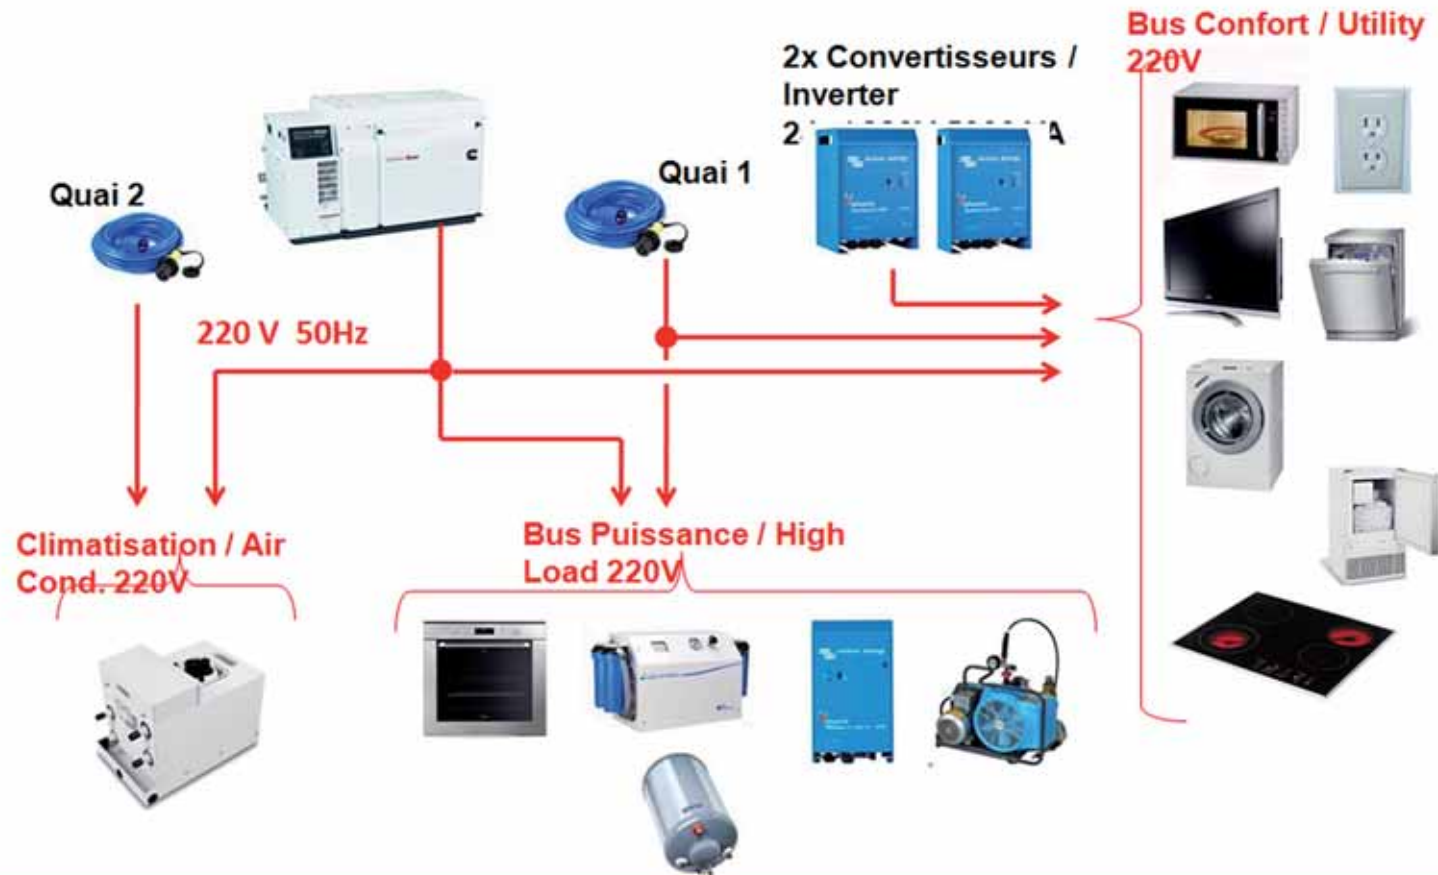 Bus Confort / Utility
220V
2x Convertisseurs /
Inverter
2
A
Quai 1
Quai 2
220 V 50Hz
Climatisation / Air
Cond. 220V
Bus Puissance / High
Load 220V